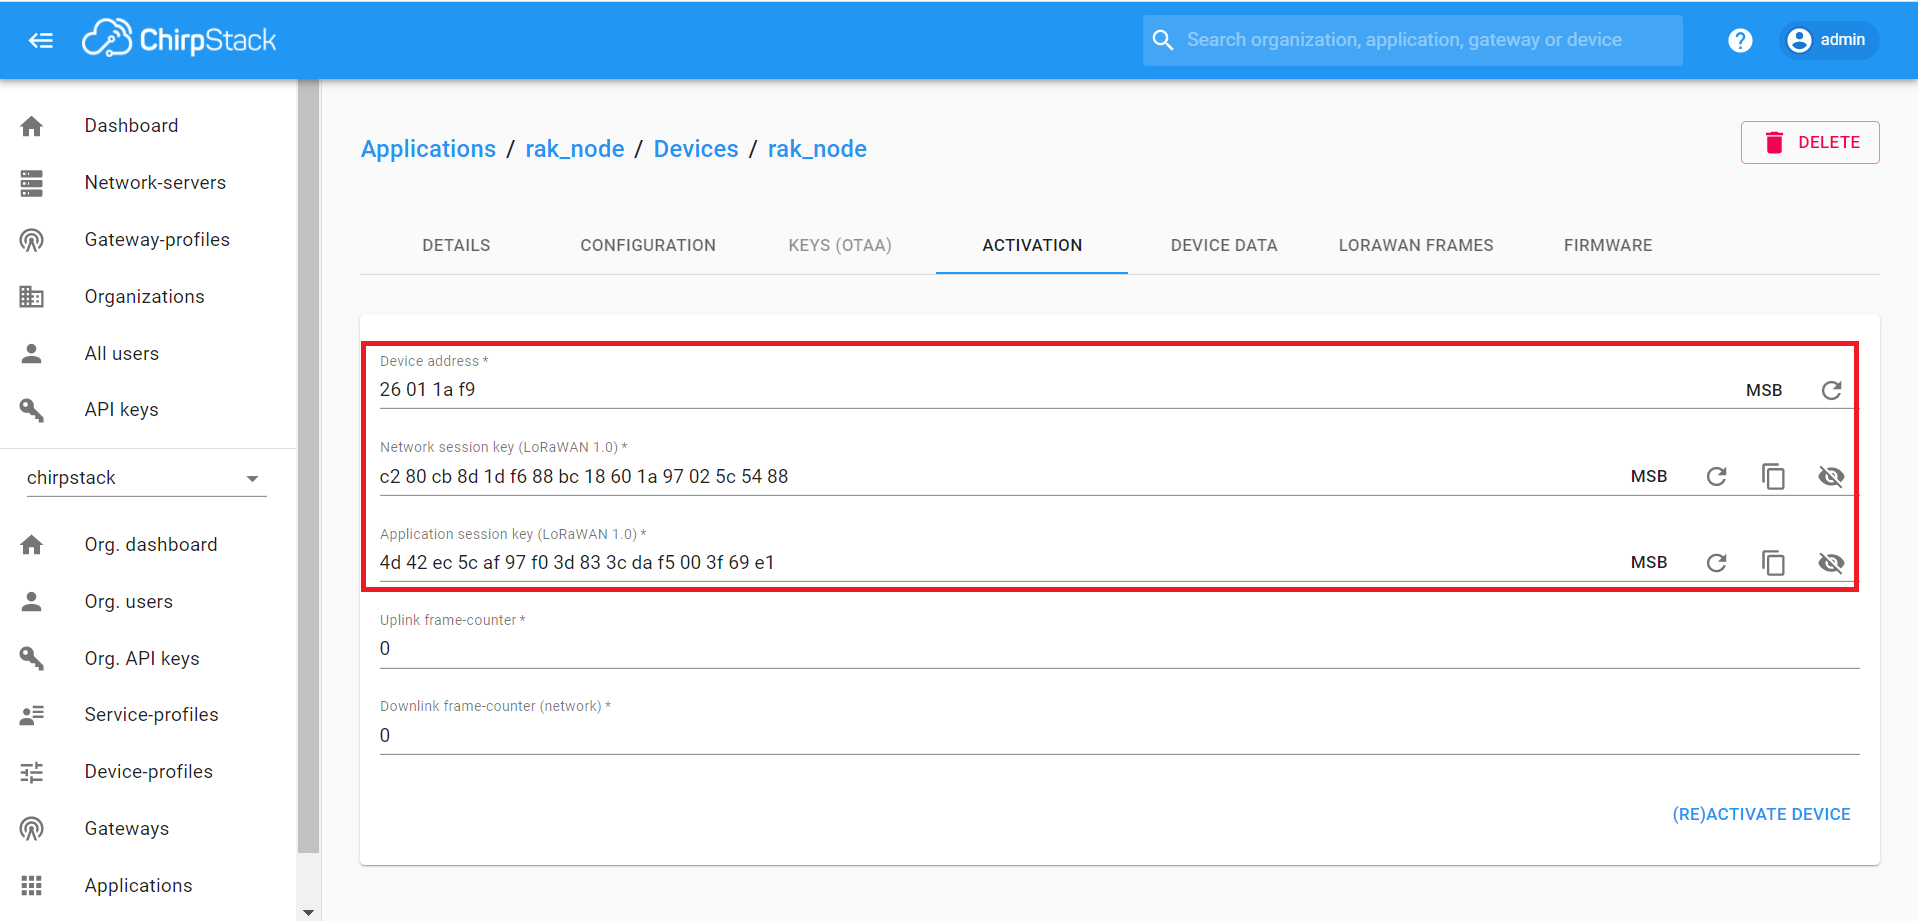 ChirpStack
Search organization, application, gateway or device
?
admin
Dashboard
Network-servers
Gateway-profiles
Organizations
All users
API keys
chirpstack
Org. dashboard
Org. users
Org. API keys
Service-profiles
Device-profiles
Gateways
Applications
Applications / rak_node / Devices / rak_node
DELETE
DETAILS CONFIGURATION KEYS (OTAA) ACTIVATION DEVICE DATA LORAWAN FRAMES FIRMWARE
Device address *
26 01 1a f9 MSB
Network session key (LoRaWAN 1.0) *
c2 80 cb 8d 1d f6 88 bc 18 60 1a 97 02 5c 54 88 MSB
Application session key (LoRaWAN 1.0) *
4d 42 ec 5c af 97 f0 3d 83 3c da f5 00 3f 69 e1 MSB
Uplink frame-counter *
0
Downlink frame-counter (network) *
0
(RE)ACTIVATE DEVICE